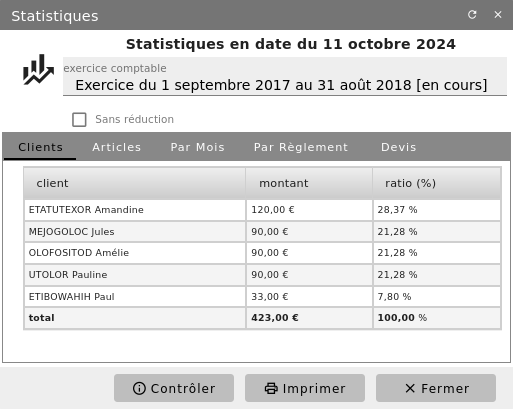 Statistiques
Statistiques en date du 11 octobre 2024
exercice comptable
Exercice du 1 septembre 2017 au 31 août 2018 [en cours]
Sans réduction
Clients Articles Par Mois Par Règlement Devis
client montant ratio (%)
ETATUTEXOR Amandine 120,00 € 28,37 %
MEJOGOLOC Jules 90,00 € 21,28 %
OLOFOSITOD Amélie 90,00 € 21,28 %
UTOLOR Pauline 90,00 € 21,28 %
ETIBOWAHIH Paul 33,00 € 7,80 %
total 423,00 € 100,00 %
Contrôler Imprimer Fermer